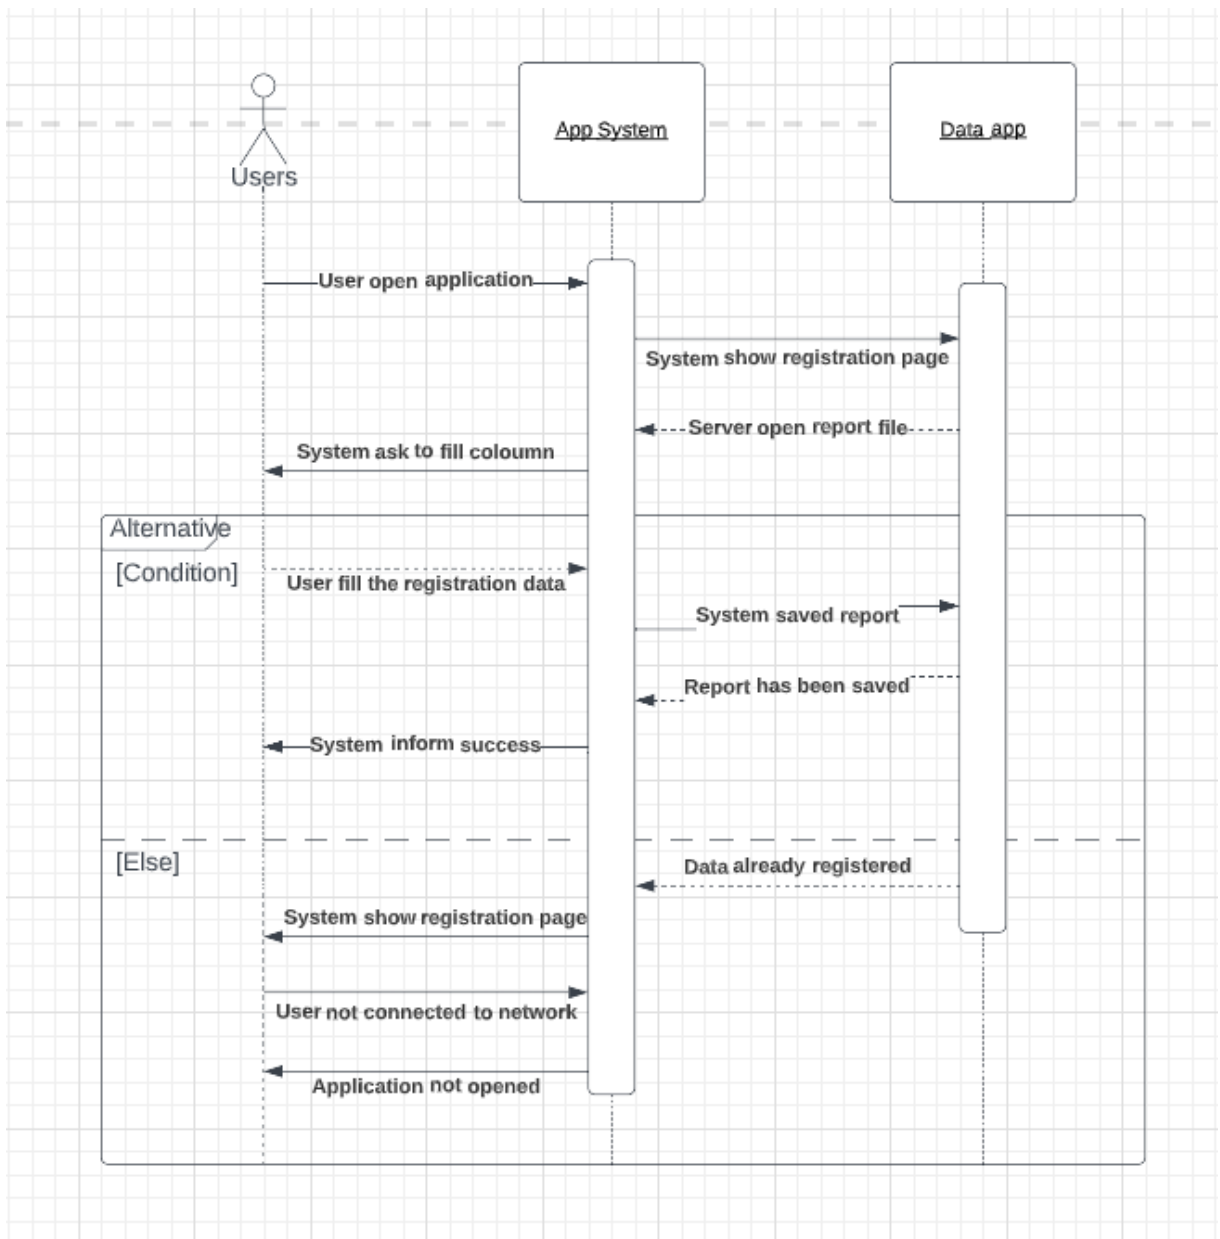 Users
App System
Data app
User open application
System show registration page
Server open report file
System ask to fill coloumn
Alternative
[Condition]
User fill the registration data
System saved report
Report has been saved
System inform success
[Else]
Data already registered
System show registration page
User not connected to network
Application not opened